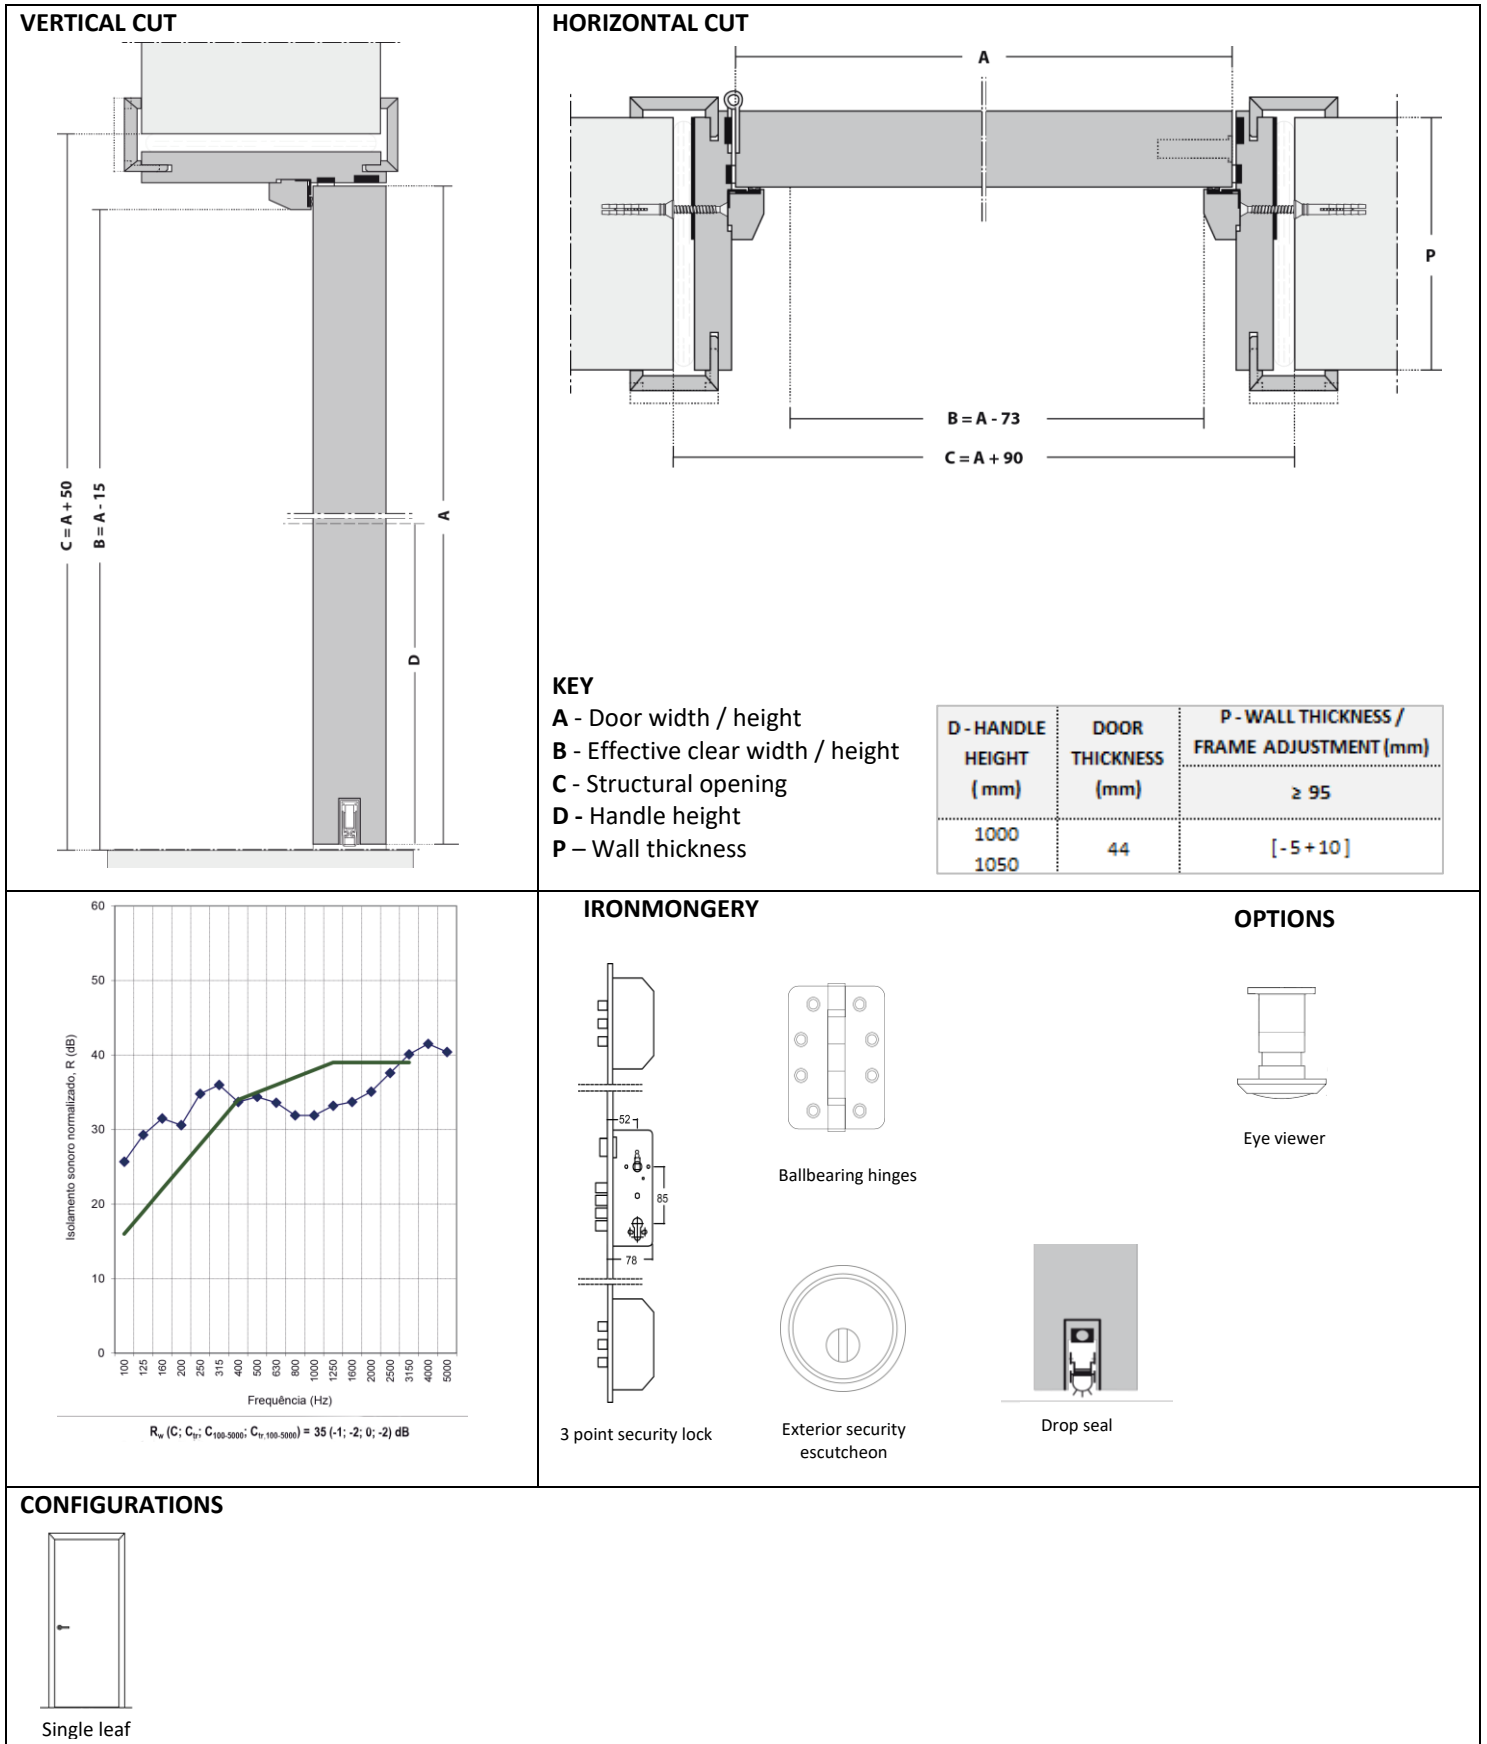 VERTICAL CUT
C = A + 50
B = A - 15
A
D
HORIZONTAL CUT
A
P
B = A - 73
C = A + 90
KEY
A - Door width / height
B - Effective clear width / height
C - Structural opening
D - Handle height
P – Wall thickness
D - HANDLE HEIGHT ( mm)
DOOR THICKNESS (mm)
P - WALL THICKNESS / FRAME ADJUSTMENT (mm)
≥ 95
1000
1050
44
[ - 5 + 10 ]
60
50
40
30
20
10
0
Isolamento sonoro normalizado, R (dB)
100 125 160 200 250 315 400 500 630 800 1000 1250 1600 2000 2500 3150 4000 5000
Frequência (Hz)
Rw (C; Ctr; C100-5000; Ctr,100-5000) = 35 (-1; -2; 0; -2) dB
IRONMONGERY
52
85
78
3 point security lock
Ballbearing hinges
Exterior security
escutcheon
Drop seal
OPTIONS
Eye viewer
CONFIGURATIONS
Single leaf